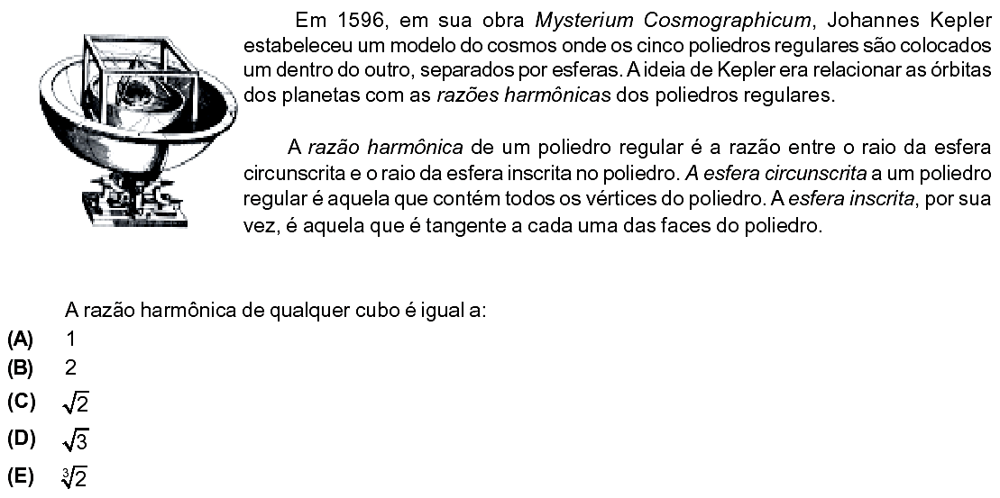 Em 1596, em sua obra Mysterium Cosmographicum, Johannes Kepler
estabeleceu um modelo do cosmos onde os cinco poliedros regulares são colocados
um dentro do outro, separados por esferas. A ideia de Kepler era relacionar as órbitas
dos planetas com as razões harmônicas dos poliedros regulares.
A razão harmônica de um poliedro regular é a razão entre o raio da esfera
circunscrita e o raio da esfera inscrita no poliedro. A esfera circunscrita a um poliedro
regular é aquela que contém todos os vértices do poliedro. A esfera inscrita, por sua
vez, é aquela que é tangente a cada uma das faces do poliedro.
A razão harmônica de qualquer cubo é igual a:
(A) 1
(B) 2
(C) √2
(D) √3
(E) ∛2